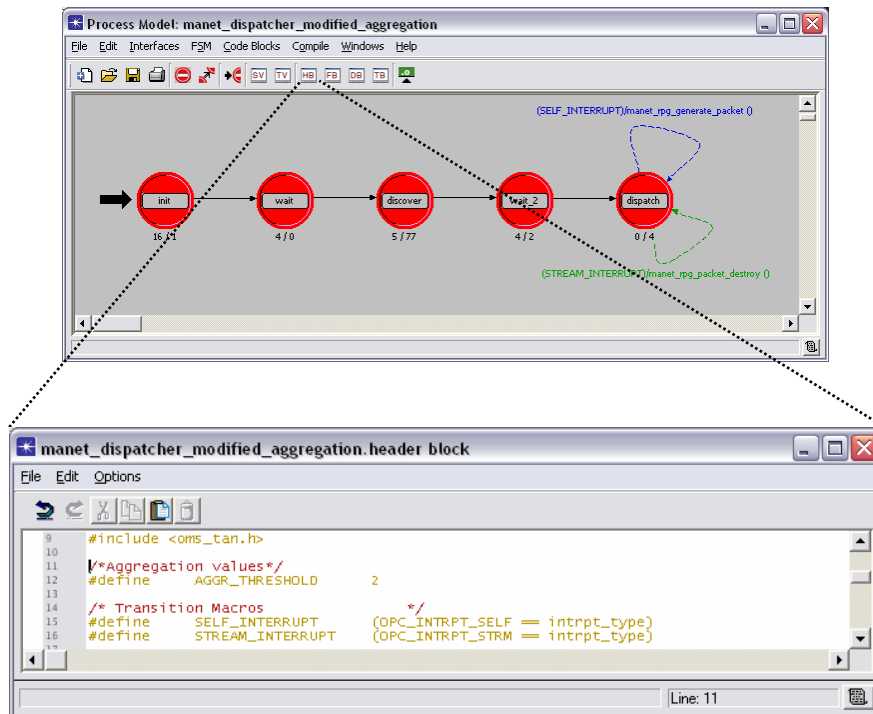 Process Model: manet_dispatcher_modified_aggregation
File Edit Interfaces FSM Code Blocks Compile Windows Help
SV TV HB FB DB TB
(SELF_INTERRUPT)/manet_rpg_generate_packet ()
init wait discover wait_2 dispatch
16 / 1 4 / 0 5 / 77 4 / 2 0 / 4
(STREAM_INTERRUPT)/manet_rpg_packet_destroy ()
manet_dispatcher_modified_aggregation.header block
File Edit Options
9 #include <oms_tan.h>
10
11 /*Aggregation values*/
12 #define AGGR_THRESHOLD 2
13
14 /* Transition Macros */
15 #define SELF_INTERRUPT (OPC_INTRPT_SELF == intrpt_type)
16 #define STREAM_INTERRUPT (OPC_INTRPT_STRM == intrpt_type)
17
Line: 11